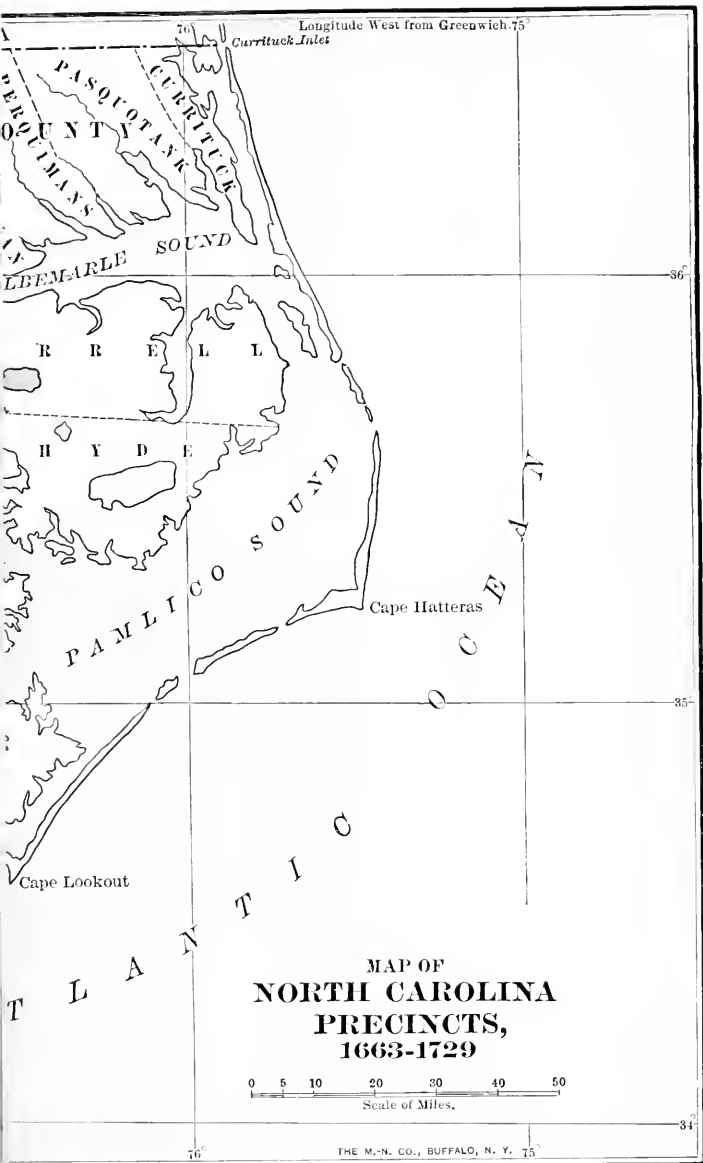 76° Longitude West from Greenwich 75°
A
Currituck Inlet
PASQUOTANK
CURRITUCK
PERQUIMANS
OUNTY
LBEMARLE SOUND
36°
R R E L L
H Y D E
PAMLICO SOUND
Cape Hatteras
OCEAN
35°
Cape Lookout
TLANTIC
MAP OF
NORTH CAROLINA
PRECINCTS,
1663-1729
0 5 10 20 30 40 50
Scale of Miles.
34°
76° THE M.-N. CO., BUFFALO, N. Y. 75°